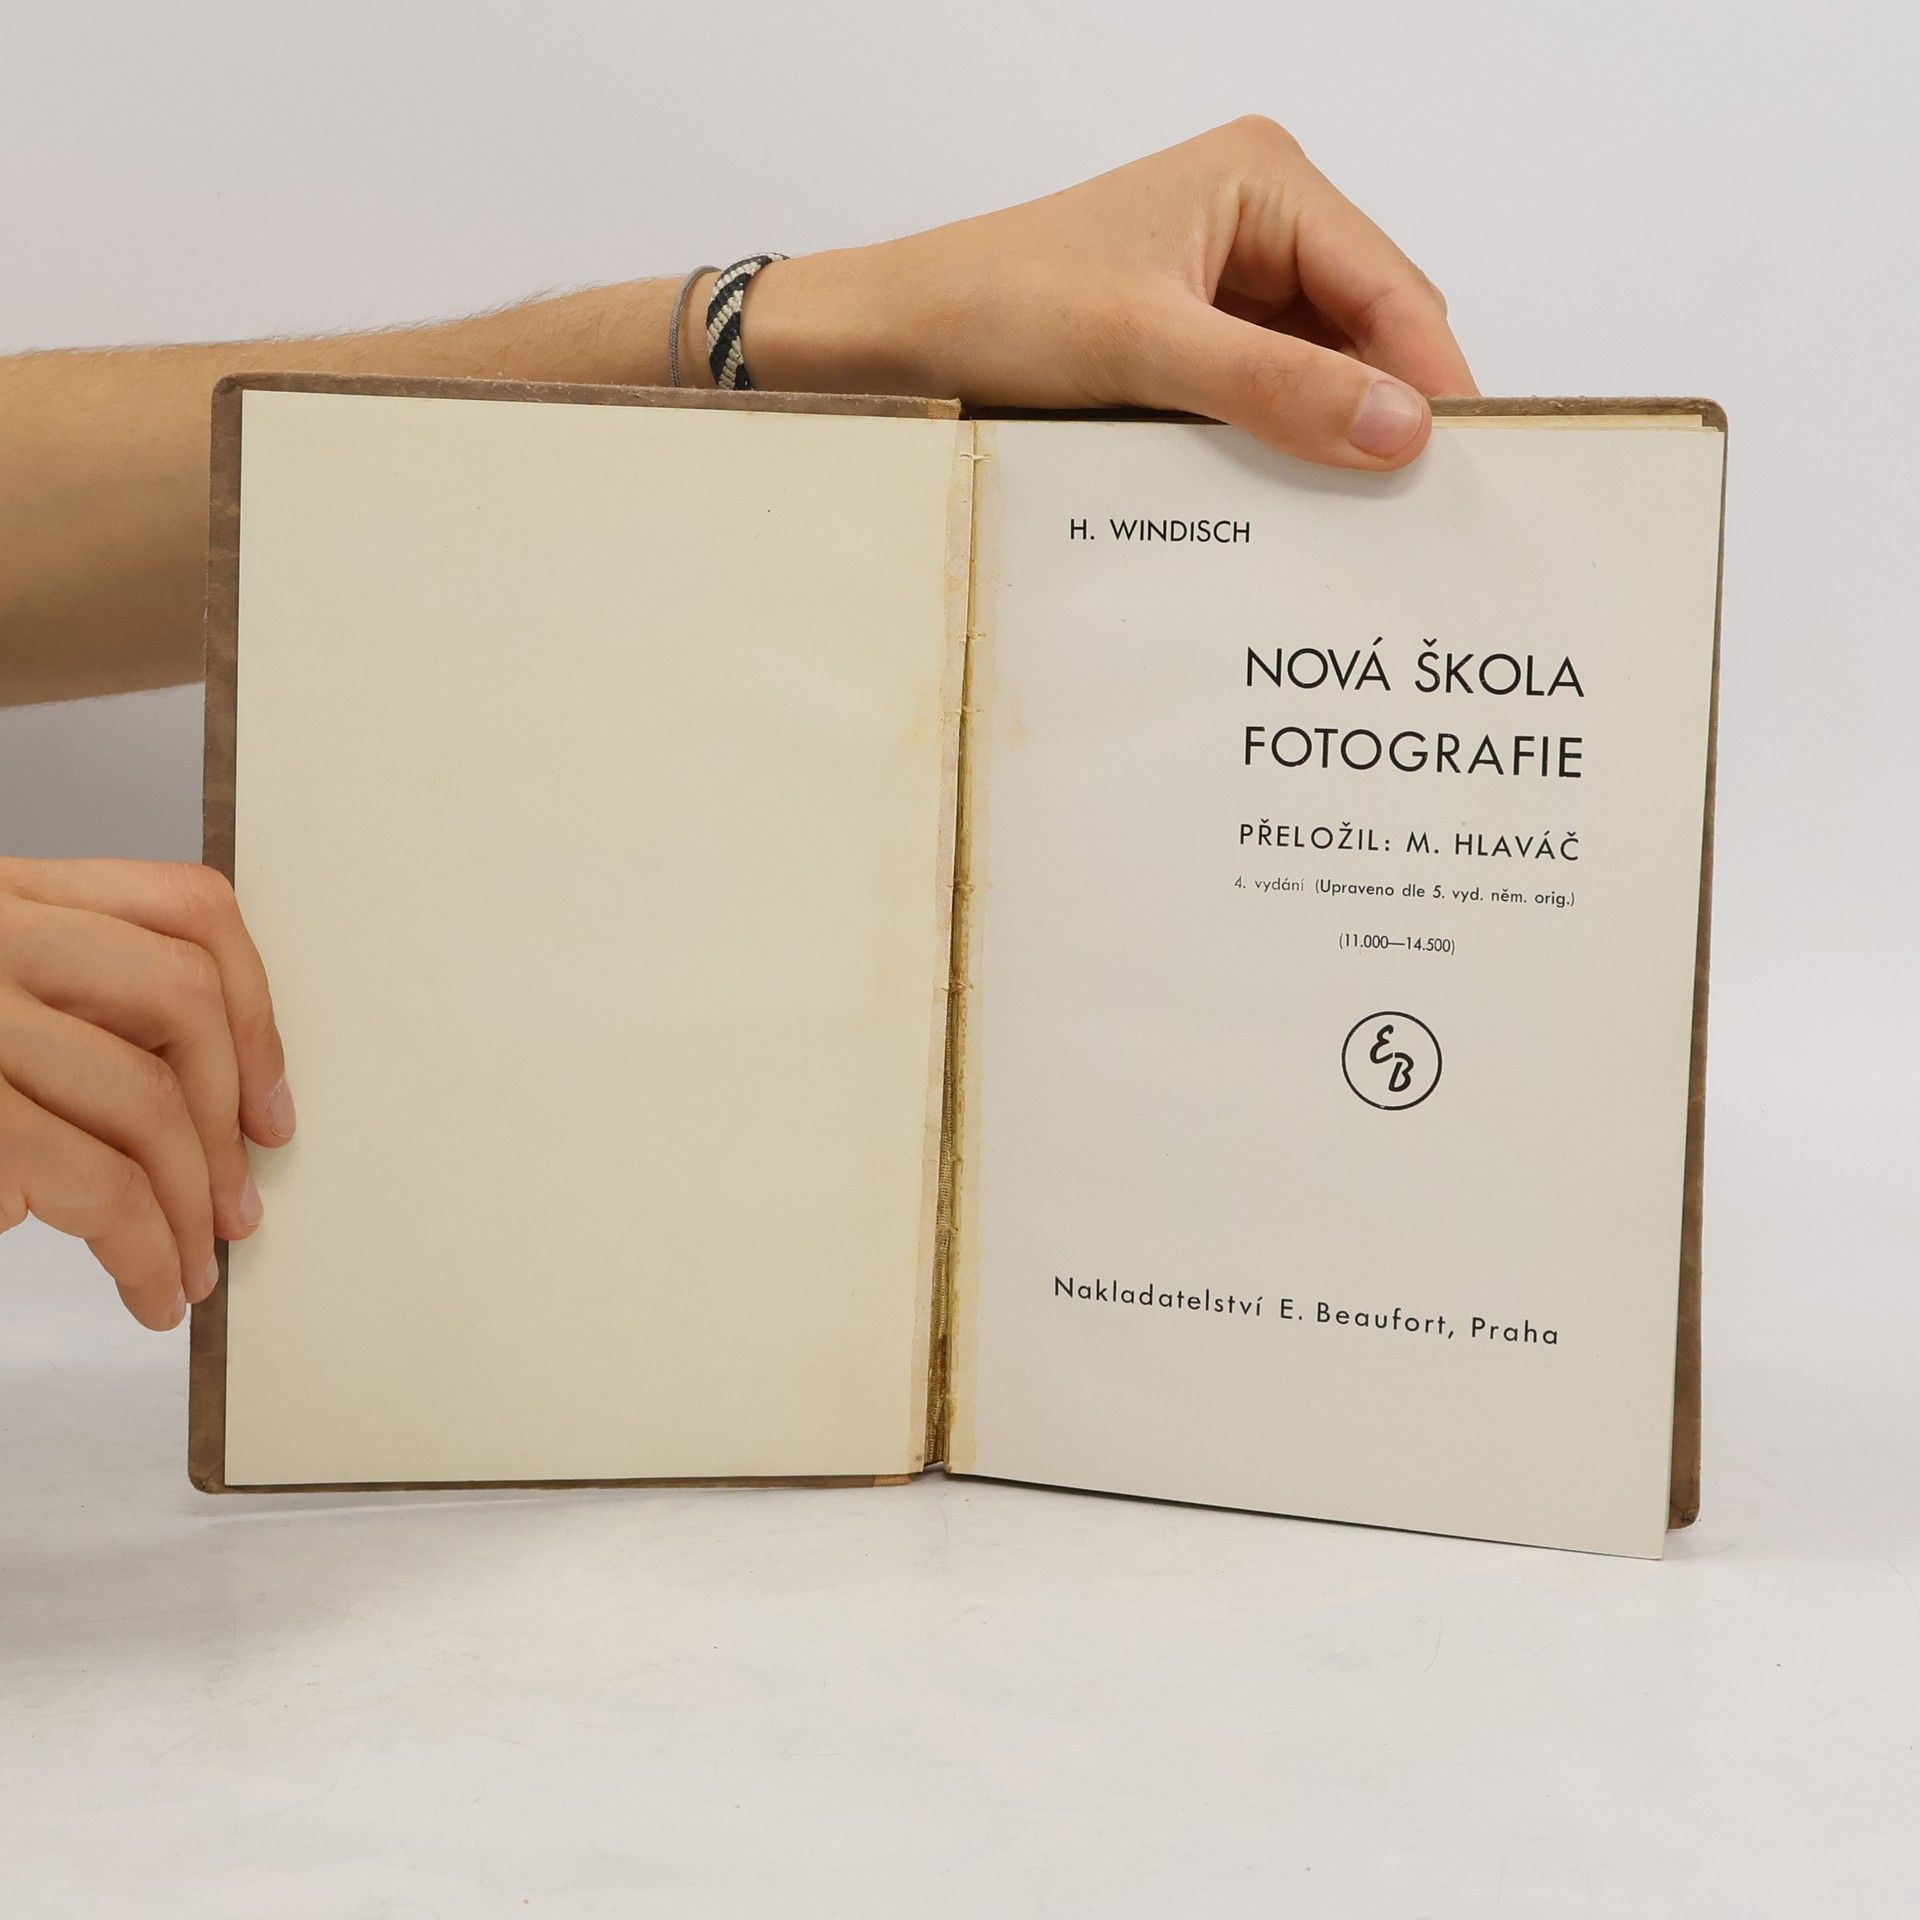 H. WINDISCH
NOVÁ ŠKOLA
FOTOGRAFIE
PŘELOŽIL: M. HLAVÁČ
4. vydání (Upraveno dle 5. vyd. něm. orig.)
(11.000—14.500)
EB
Nakladatelství E. Beaufort, Praha